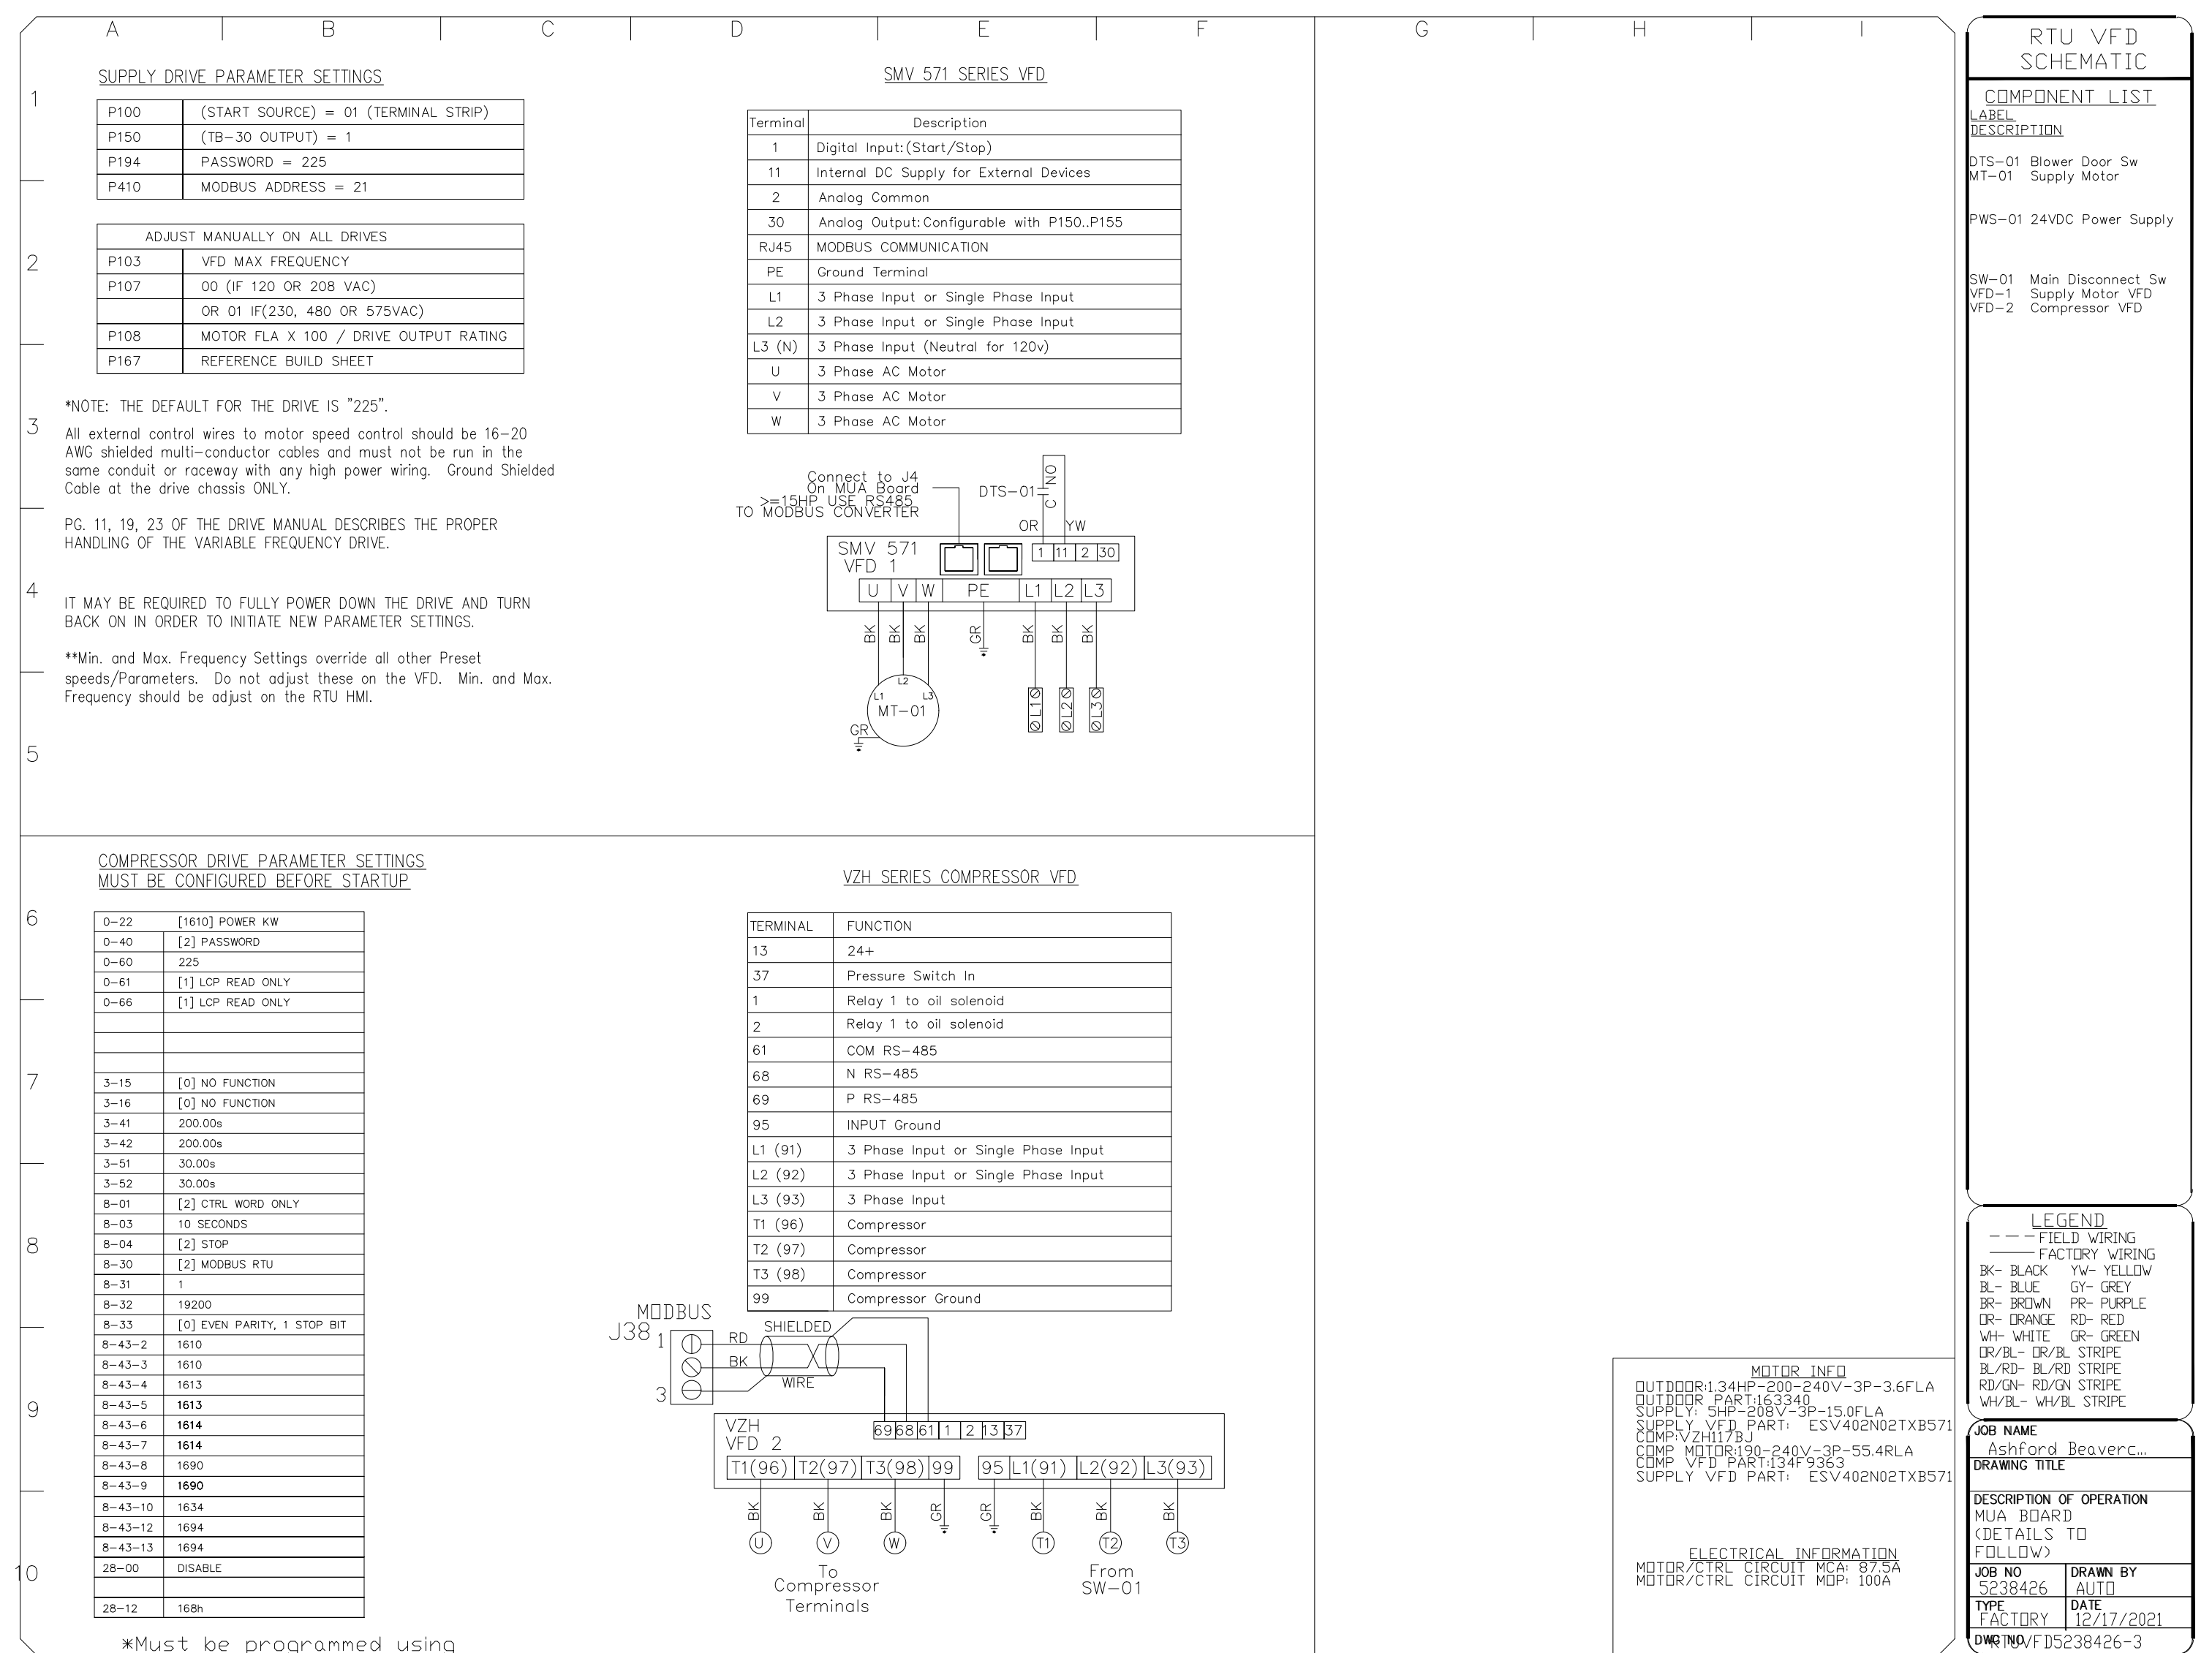 A B C D E F G H I
1
2
3
4
5
6
7
8
9
10
SUPPLY DRIVE PARAMETER SETTINGS
P100 (START SOURCE) = 01 (TERMINAL STRIP)
P150 (TB-30 OUTPUT) = 1
P194 PASSWORD = 225
P410 MODBUS ADDRESS = 21
ADJUST MANUALLY ON ALL DRIVES
P103 VFD MAX FREQUENCY
P107 00 (IF 120 OR 208 VAC)
OR 01 IF(230, 480 OR 575VAC)
P108 MOTOR FLA X 100 / DRIVE OUTPUT RATING
P167 REFERENCE BUILD SHEET
*NOTE: THE DEFAULT FOR THE DRIVE IS "225".
All external control wires to motor speed control should be 16-20
AWG shielded multi-conductor cables and must not be run in the
same conduit or raceway with any high power wiring. Ground Shielded
Cable at the drive chassis ONLY.
PG. 11, 19, 23 OF THE DRIVE MANUAL DESCRIBES THE PROPER
HANDLING OF THE VARIABLE FREQUENCY DRIVE.
IT MAY BE REQUIRED TO FULLY POWER DOWN THE DRIVE AND TURN
BACK ON IN ORDER TO INITIATE NEW PARAMETER SETTINGS.
**Min. and Max. Frequency Settings override all other Preset
speeds/Parameters. Do not adjust these on the VFD. Min. and Max.
Frequency should be adjust on the RTU HMI.
SMV 571 SERIES VFD
Terminal Description
1 Digital Input:(Start/Stop)
11 Internal DC Supply for External Devices
2 Analog Common
30 Analog Output:Configurable with P150..P155
RJ45 MODBUS COMMUNICATION
PE Ground Terminal
L1 3 Phase Input or Single Phase Input
L2 3 Phase Input or Single Phase Input
L3 (N) 3 Phase Input (Neutral for 120v)
U 3 Phase AC Motor
V 3 Phase AC Motor
W 3 Phase AC Motor
Connect to J4
On MUA Board
>=15HP USE RS485
TO MODBUS CONVERTER
DTS-01
C NO
OR YW
SMV 571
VFD 1
1 11 2 30
U V W PE L1 L2 L3
BK BK BK GR BK BK BK
L1 L2 L3
MT-01
GR
L1 L2 L3
COMPRESSOR DRIVE PARAMETER SETTINGS
MUST BE CONFIGURED BEFORE STARTUP
0-22 [1610] POWER KW
0-40 [2] PASSWORD
0-60 225
0-61 [1] LCP READ ONLY
0-66 [1] LCP READ ONLY
3-15 [0] NO FUNCTION
3-16 [0] NO FUNCTION
3-41 200.00s
3-42 200.00s
3-51 30.00s
3-52 30.00s
8-01 [2] CTRL WORD ONLY
8-03 10 SECONDS
8-04 [2] STOP
8-30 [2] MODBUS RTU
8-31 1
8-32 19200
8-33 [0] EVEN PARITY, 1 STOP BIT
8-43-2 1610
8-43-3 1610
8-43-4 1613
8-43-5 1613
8-43-6 1614
8-43-7 1614
8-43-8 1690
8-43-9 1690
8-43-10 1634
8-43-12 1694
8-43-13 1694
28-00 DISABLE
28-12 168h
*Must be programmed using
VZH SERIES COMPRESSOR VFD
TERMINAL FUNCTION
13 24+
37 Pressure Switch In
1 Relay 1 to oil solenoid
2 Relay 1 to oil solenoid
61 COM RS-485
68 N RS-485
69 P RS-485
95 INPUT Ground
L1 (91) 3 Phase Input or Single Phase Input
L2 (92) 3 Phase Input or Single Phase Input
L3 (93) 3 Phase Input
T1 (96) Compressor
T2 (97) Compressor
T3 (98) Compressor
99 Compressor Ground
MODBUS
J38
1
3
RD
BK
SHIELDED
WIRE
VZH
VFD 2
69 68 61 1 2 13 37
T1(96) T2(97) T3(98) 99 95 L1(91) L2(92) L3(93)
BK BK BK GR GR BK BK BK
U V W T1 T2 T3
To
Compressor
Terminals
From
SW-01
MOTOR INFO
OUTDOOR:1.34HP-200-240V-3P-3.6FLA
OUTDOOR PART:163340
SUPPLY: 5HP-208V-3P-15.0FLA
SUPPLY VFD PART: ESV402N02TXB571
COMP:VZH117BJ
COMP MOTOR:190-240V-3P-55.4RLA
COMP VFD PART:134F9363
SUPPLY VFD PART: ESV402N02TXB571
ELECTRICAL INFORMATION
MOTOR/CTRL CIRCUIT MCA: 87.5A
MOTOR/CTRL CIRCUIT MOP: 100A
RTU VFD
SCHEMATIC
COMPONENT LIST
LABEL
DESCRIPTION
DTS-01 Blower Door Sw
MT-01 Supply Motor
PWS-01 24VDC Power Supply
SW-01 Main Disconnect Sw
VFD-1 Supply Motor VFD
VFD-2 Compressor VFD
LEGEND
FIELD WIRING
FACTORY WIRING
BK- BLACK YW- YELLOW
BL- BLUE GY- GREY
BR- BROWN PR- PURPLE
OR- ORANGE RD- RED
WH- WHITE GR- GREEN
OR/BL- OR/BL STRIPE
BL/RD- BL/RD STRIPE
RD/GN- RD/GN STRIPE
WH/BL- WH/BL STRIPE
JOB NAME
Ashford Beaverc...
DRAWING TITLE
DESCRIPTION OF OPERATION
MUA BOARD
(DETAILS TO
FOLLOW)
JOB NO DRAWN BY
5238426 AUTO
TYPE DATE
FACTORY 12/17/2021
DWG NO RTUVFD5238426-3